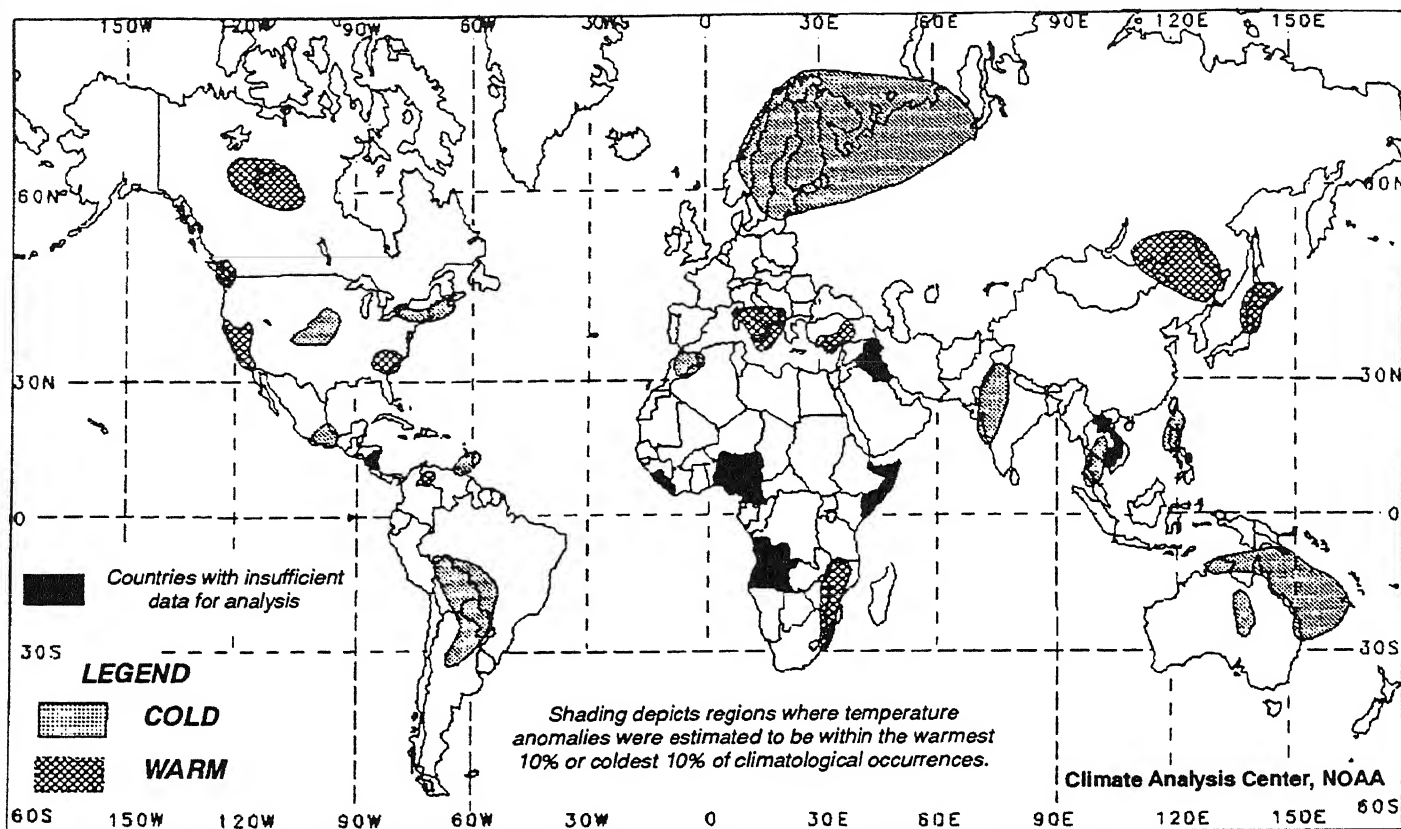 150W 120W 90W 60W 30W 0 30E 60E 90E 120E 150E
60N 60N
30N 30N
0 0
Countries with insufficient
data for analysis
30S 30S
LEGEND
COLD
WARM
Shading depicts regions where temperature
anomalies were estimated to be within the warmest
10% or coldest 10% of climatological occurrences.
Climate Analysis Center, NOAA
60S 150W 120W 90W 60W 30W 0 30E 60E 90E 120E 150E 60S